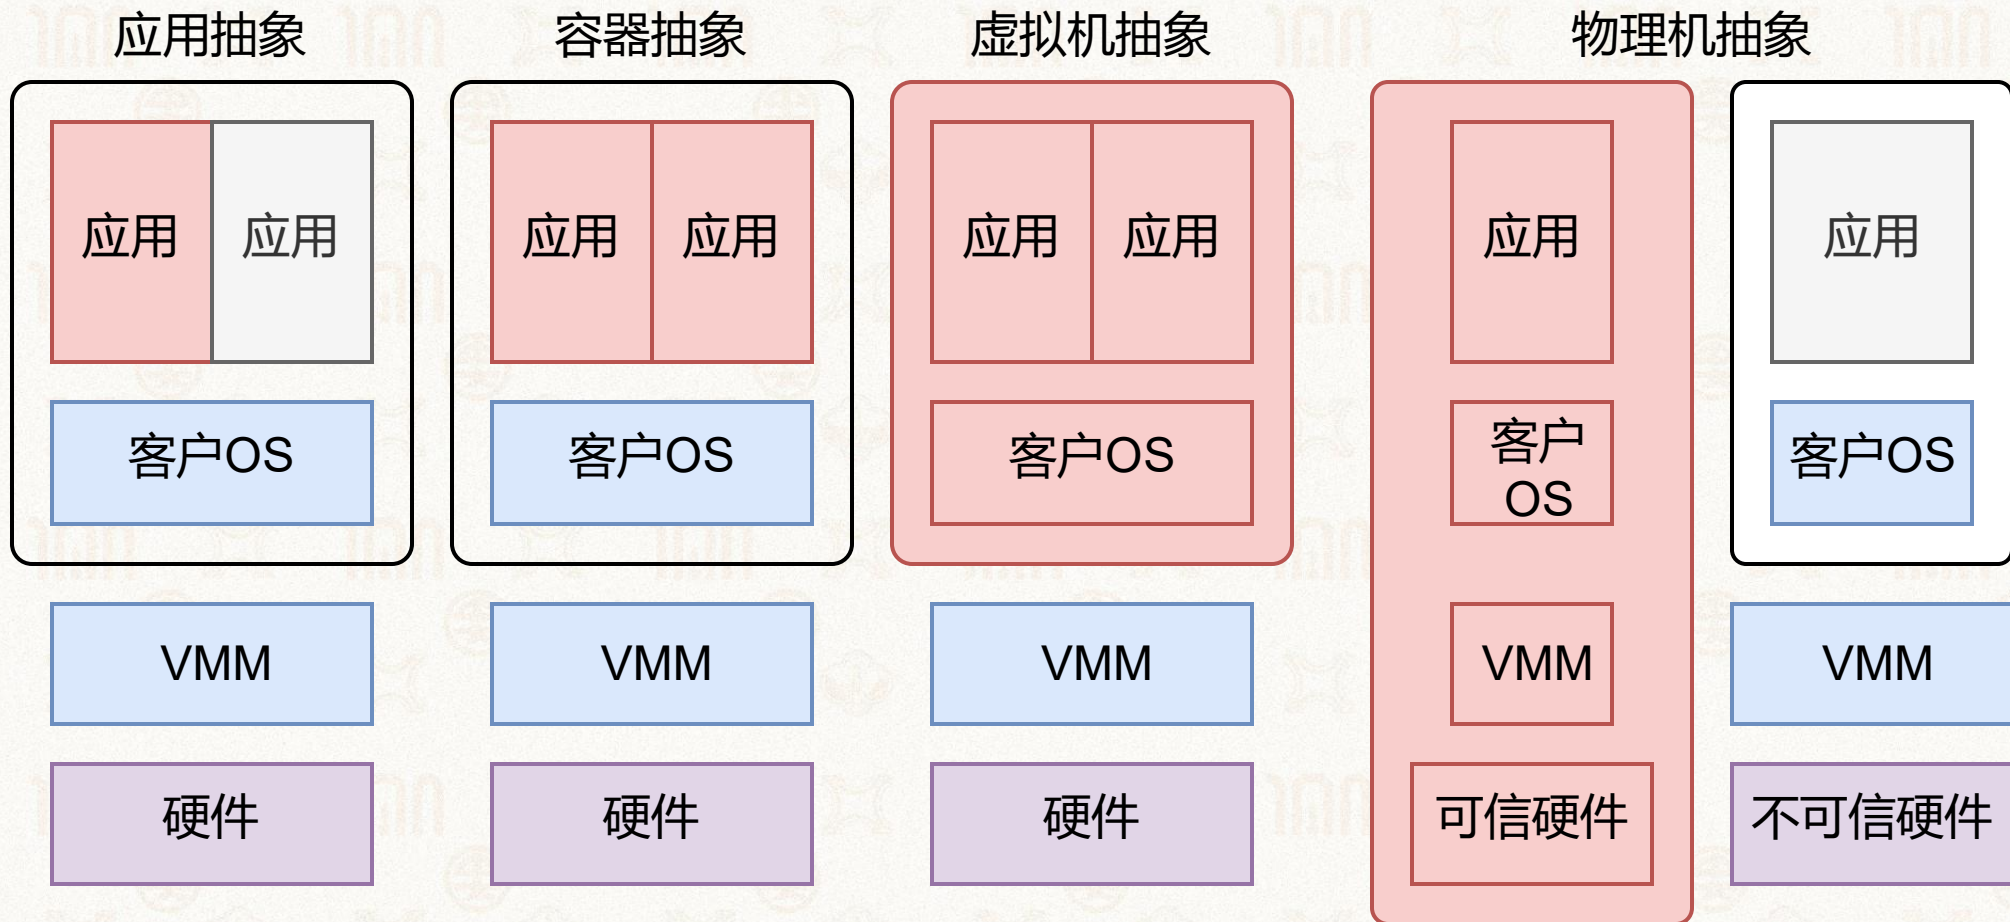 应用抽象
容器抽象
虚拟机抽象
物理机抽象
应用
应用
应用
应用
应用
应用
应用
应用
客户OS
客户OS
客户OS
客户
OS
客户OS
VMM
VMM
VMM
VMM
VMM
硬件
硬件
硬件
可信硬件
不可信硬件